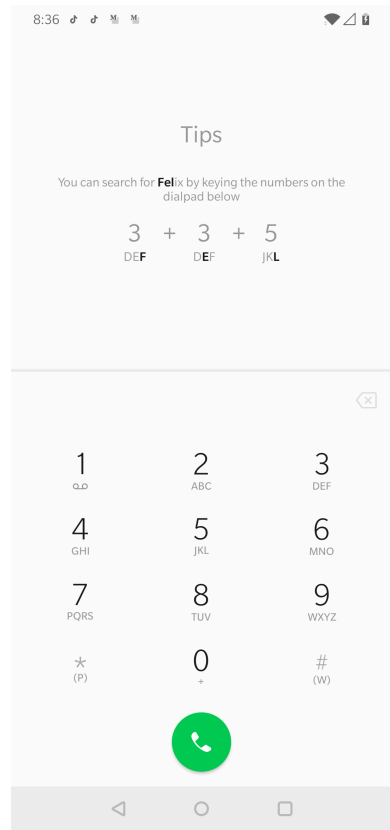 8:36
Tips
You can search for Felix by keying the numbers on the
dialpad below
3 + 3 + 5
DEF DEF JKL
1 2 3
ABC DEF
4 5 6
GHI JKL MNO
7 8 9
PQRS TUV WXYZ
* 0 #
(P) + (W)